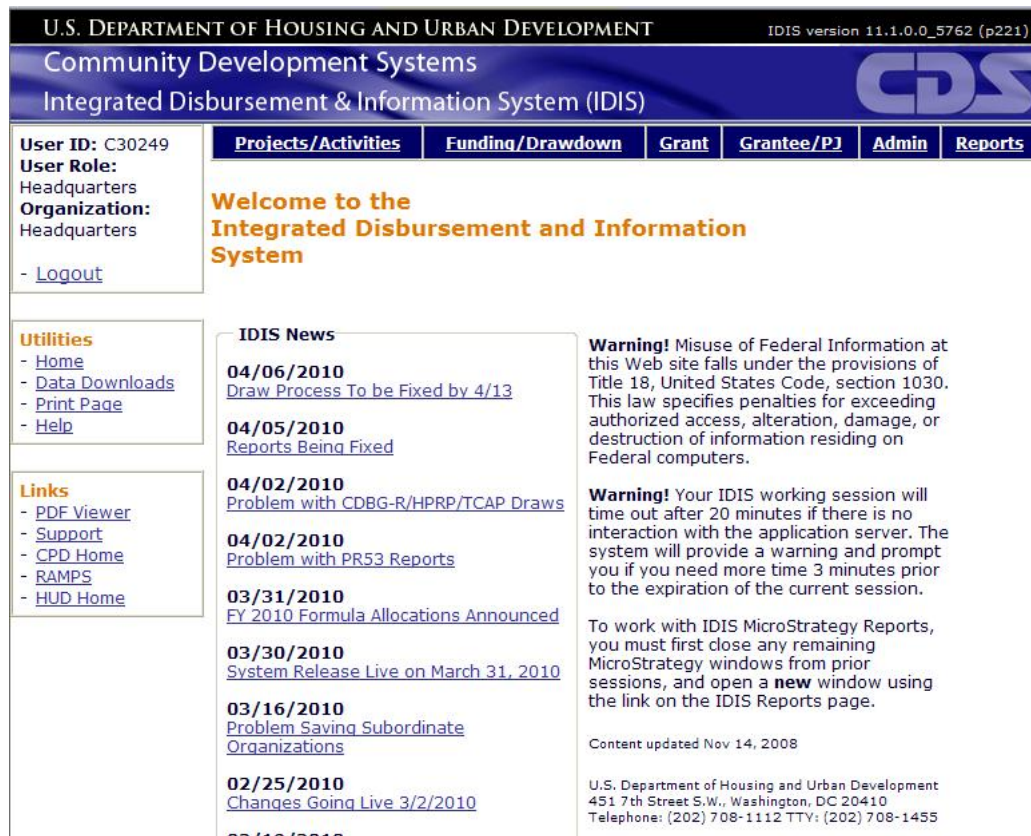 U.S. DEPARTMENT OF HOUSING AND URBAN DEVELOPMENT
IDIS version 11.1.0.0_5762 (p221)
Community Development Systems
Integrated Disbursement & Information System (IDIS)
CDS
User ID: C30249
User Role:
Headquarters
Organization:
Headquarters
- Logout
Projects/Activities
Funding/Drawdown
Grant
Grantee/PJ
Admin
Reports
Welcome to the
Integrated Disbursement and Information
System
Utilities
- Home
- Data Downloads
- Print Page
- Help
Links
- PDF Viewer
- Support
- CPD Home
- RAMPS
- HUD Home
IDIS News
04/06/2010
Draw Process To be Fixed by 4/13
04/05/2010
Reports Being Fixed
04/02/2010
Problem with CDBG-R/HPRP/TCAP Draws
04/02/2010
Problem with PR53 Reports
03/31/2010
FY 2010 Formula Allocations Announced
03/30/2010
System Release Live on March 31, 2010
03/16/2010
Problem Saving Subordinate
Organizations
02/25/2010
Changes Going Live 3/2/2010
Warning! Misuse of Federal Information at
this Web site falls under the provisions of
Title 18, United States Code, section 1030.
This law specifies penalties for exceeding
authorized access, alteration, damage, or
destruction of information residing on
Federal computers.
Warning! Your IDIS working session will
time out after 20 minutes if there is no
interaction with the application server. The
system will provide a warning and prompt
you if you need more time 3 minutes prior
to the expiration of the current session.
To work with IDIS MicroStrategy Reports,
you must first close any remaining
MicroStrategy windows from prior
sessions, and open a new window using
the link on the IDIS Reports page.
Content updated Nov 14, 2008
U.S. Department of Housing and Urban Development
451 7th Street S.W., Washington, DC 20410
Telephone: (202) 708-1112 TTY: (202) 708-1455